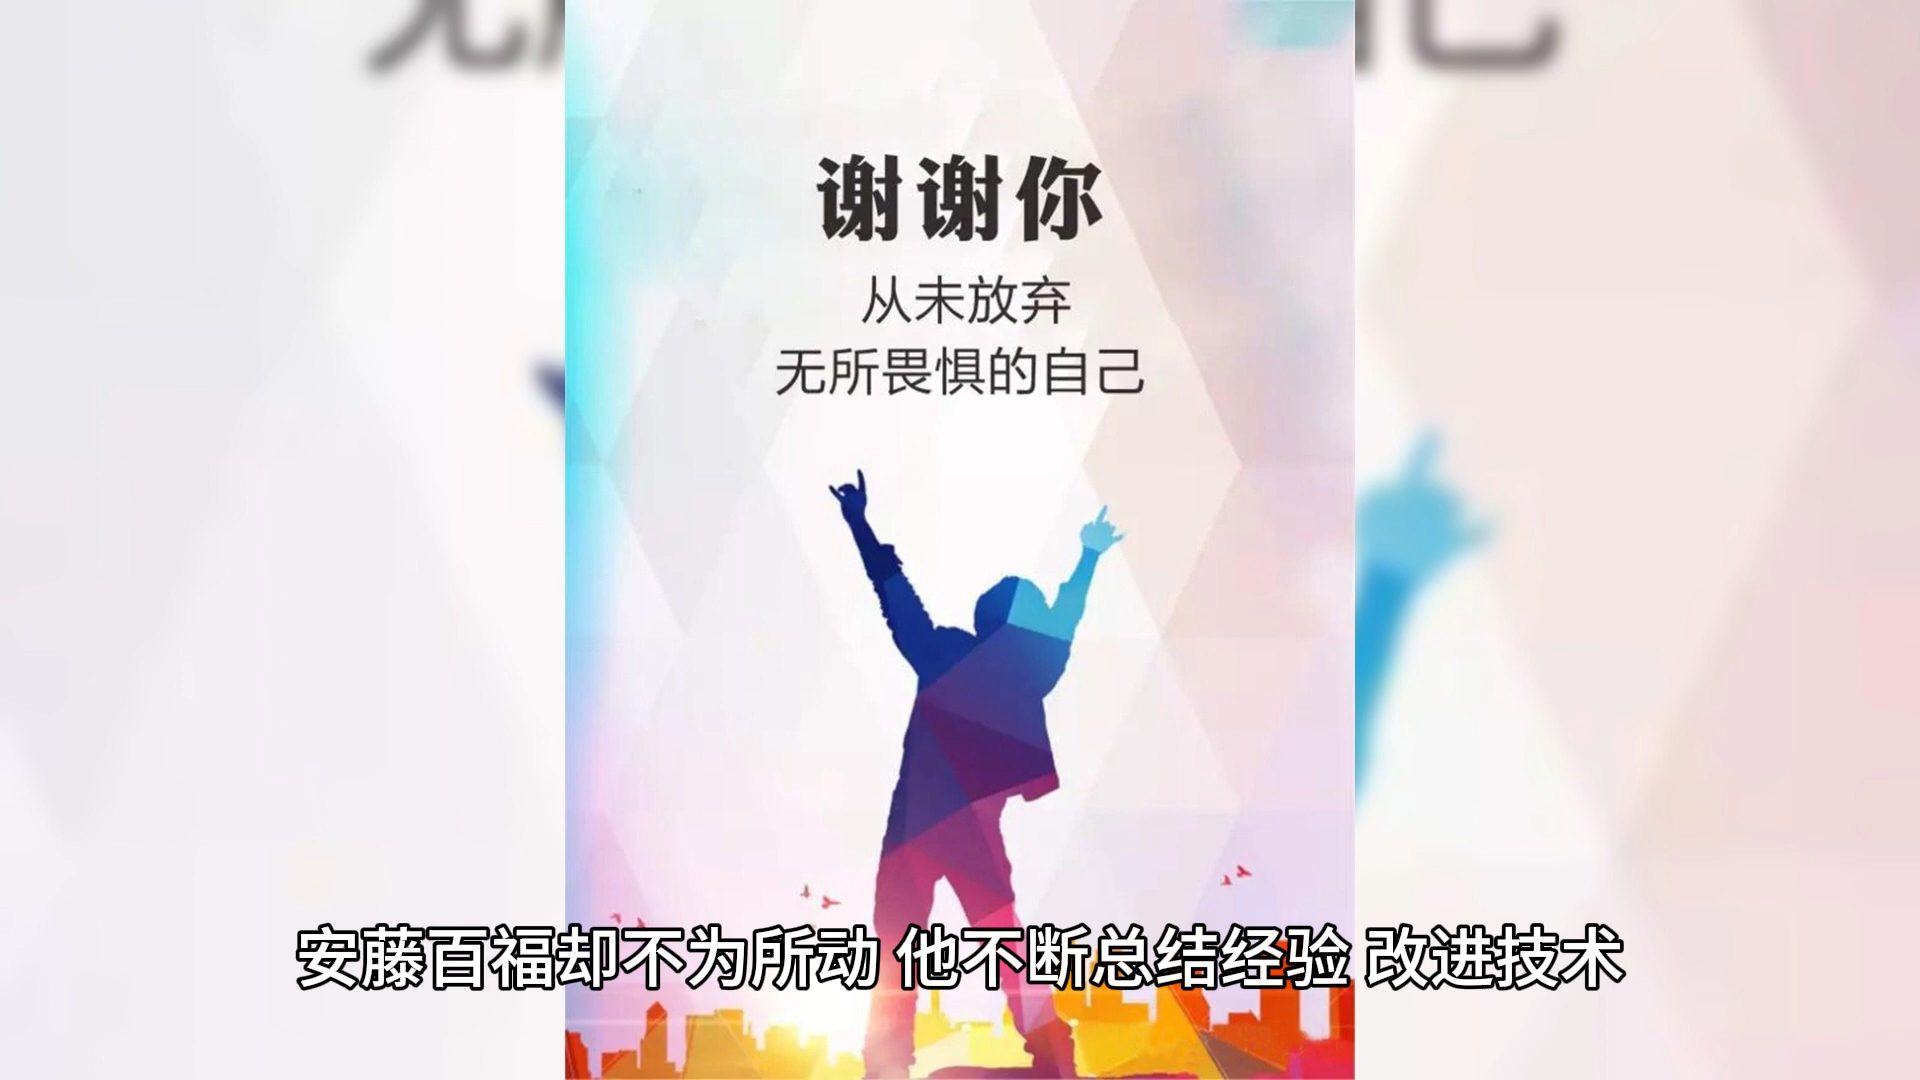 谢谢你
从未放弃
无所畏惧的自己
安藤百福却不为所动 他不断总结经验 改进技术